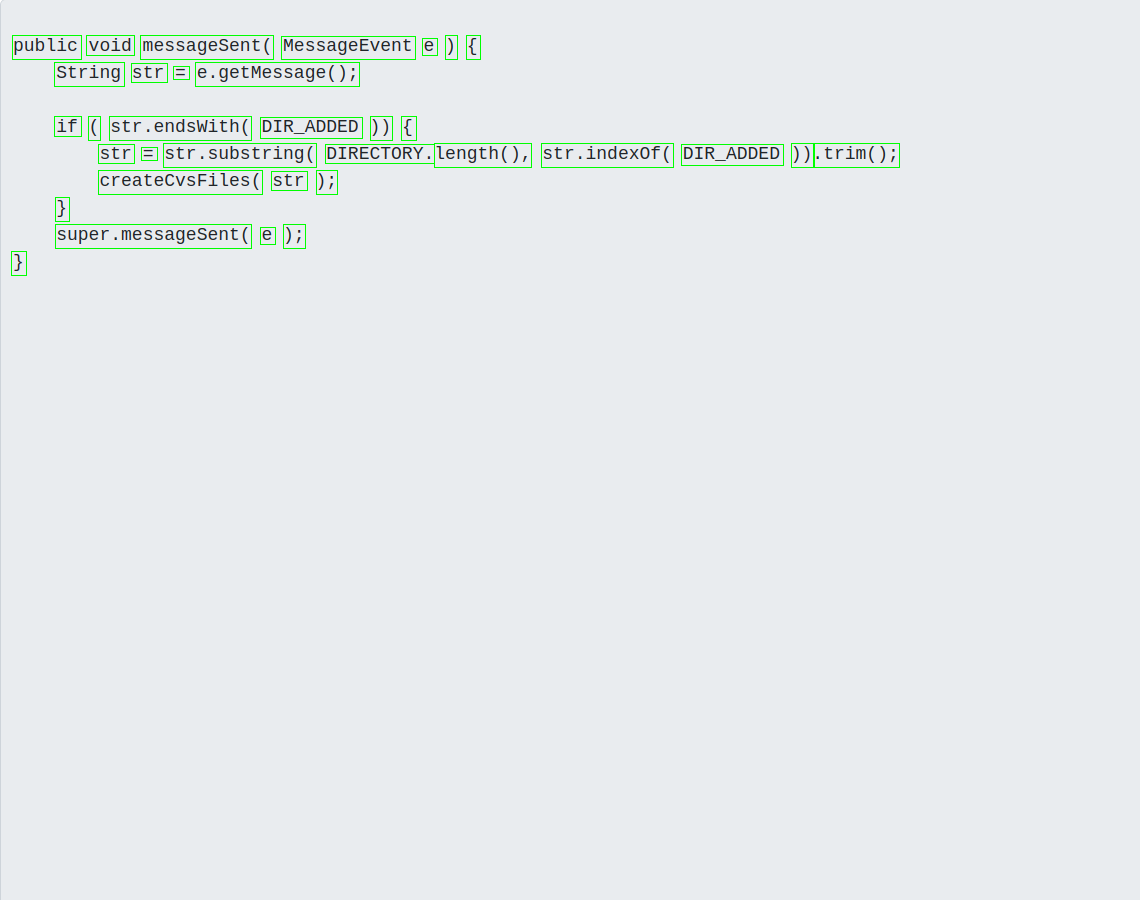 public void messageSent( MessageEvent e ) {
    String str = e.getMessage();

    if ( str.endsWith( DIR_ADDED )) {
        str = str.substring( DIRECTORY.length(), str.indexOf( DIR_ADDED )).trim();
        createCvsFiles( str );
    }
    super.messageSent( e );
}